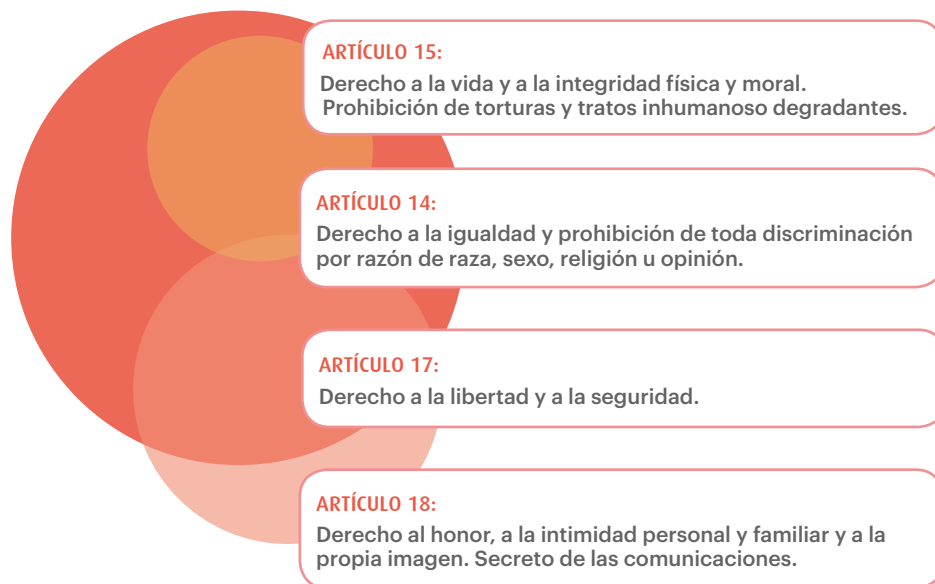 ARTÍCULO 15:
Derecho a la vida y a la integridad física y moral.
Prohibición de torturas y tratos inhumanoso degradantes.
ARTÍCULO 14:
Derecho a la igualdad y prohibición de toda discriminación
por razón de raza, sexo, religión u opinión.
ARTÍCULO 17:
Derecho a la libertad y a la seguridad.
ARTÍCULO 18:
Derecho al honor, a la intimidad personal y familiar y a la
propia imagen. Secreto de las comunicaciones.